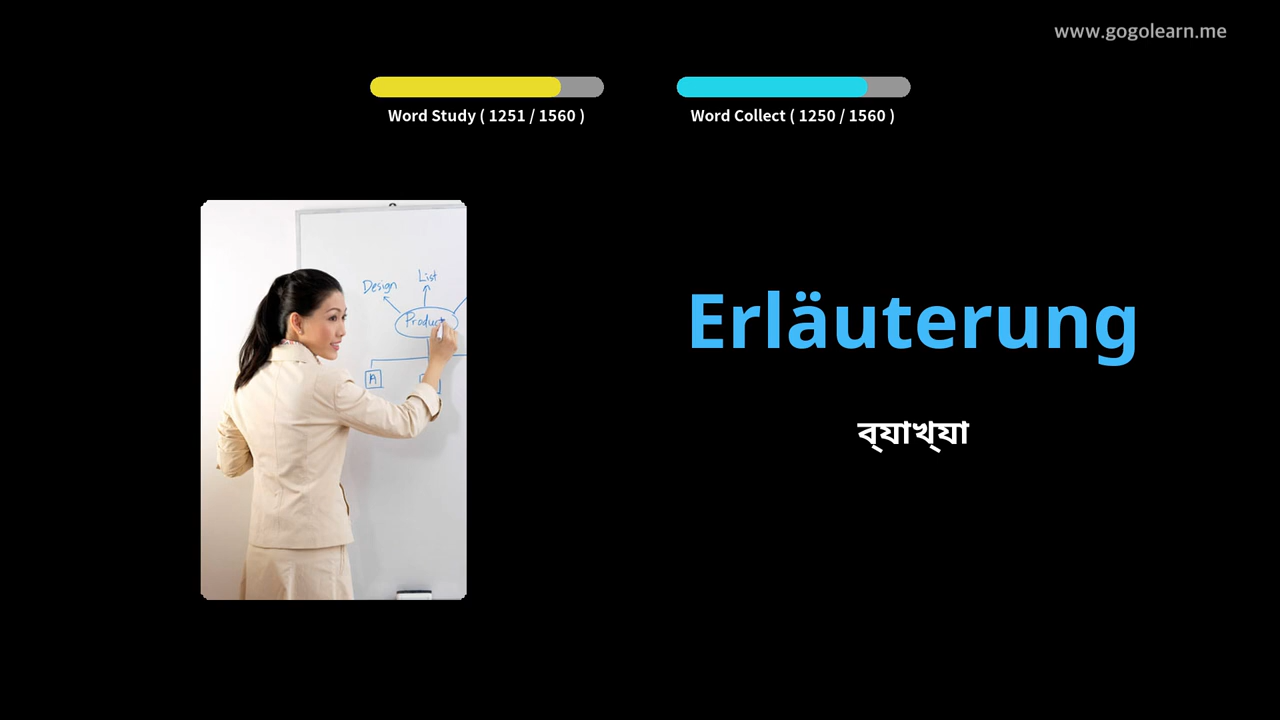 www.gogolearn.me
Word Study ( 1251 / 1560 )
Word Collect ( 1250 / 1560 )
Design
List
Product
A
Erläuterung
ব্যাখ্যা